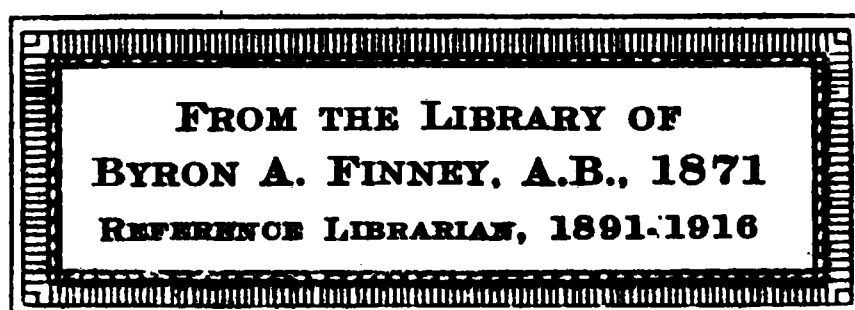 FROM THE LIBRARY OF
BYRON A. FINNEY, A.B., 1871
REFERENCE LIBRARIAN, 1891-1916